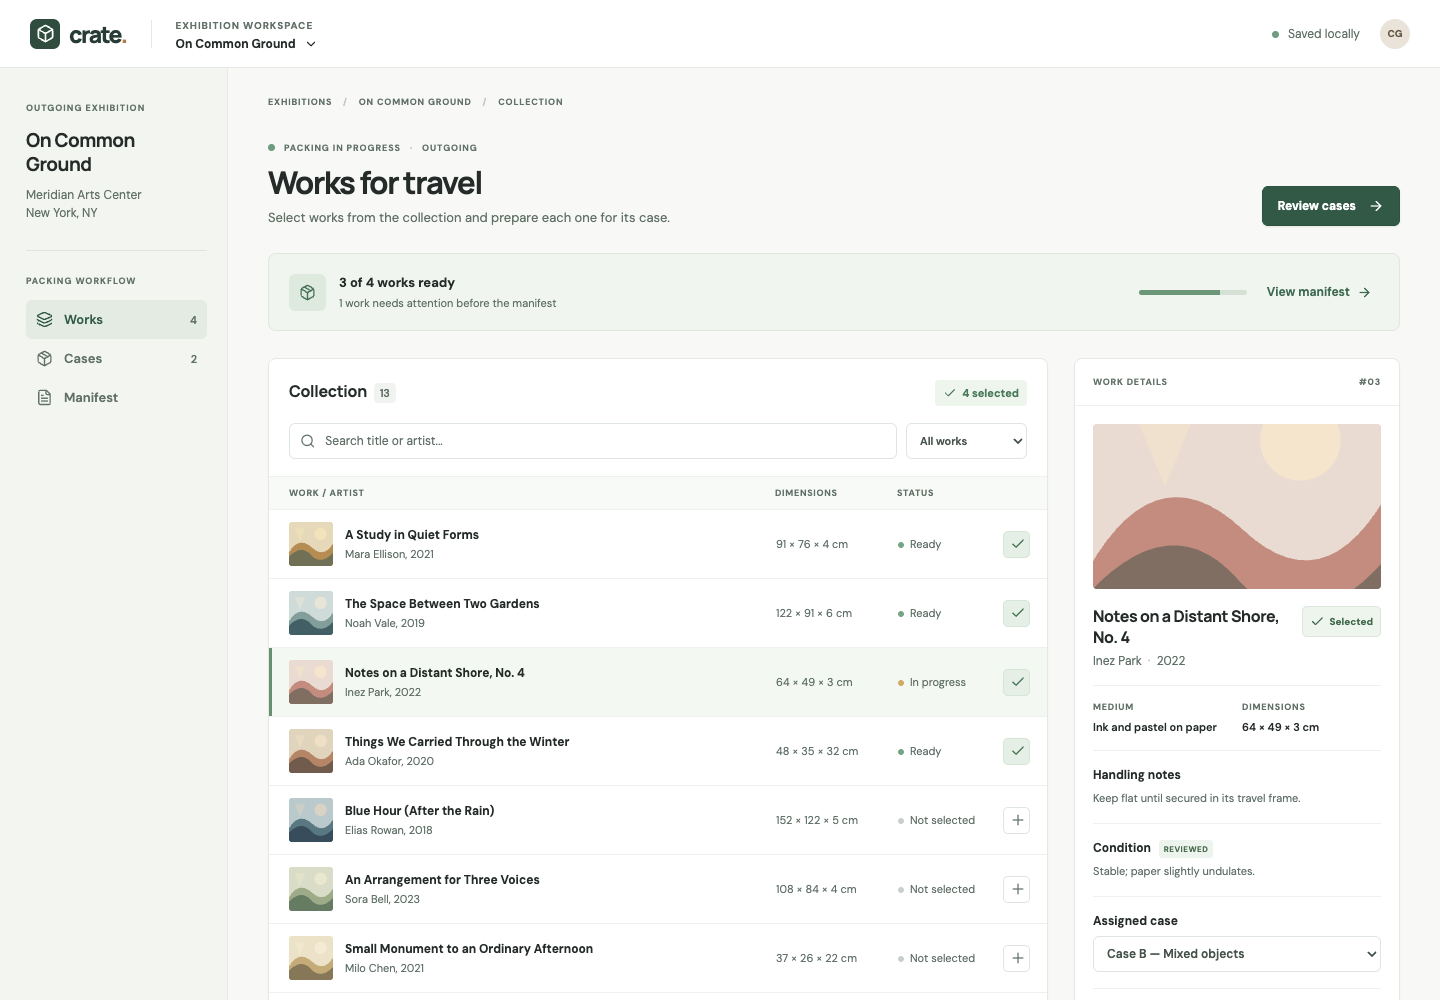 crate.
EXHIBITION WORKSPACE
On Common Ground
Saved locally
CG
OUTGOING EXHIBITION
On Common
Ground
Meridian Arts Center
New York, NY
PACKING WORKFLOW
Works 4
Cases 2
Manifest
EXHIBITIONS / ON COMMON GROUND / COLLECTION
PACKING IN PROGRESS · OUTGOING
Works for travel
Select works from the collection and prepare each one for its case.
Review cases
3 of 4 works ready
1 work needs attention before the manifest
View manifest
Collection 13
4 selected
Search title or artist...
All works
WORK / ARTIST DIMENSIONS STATUS
A Study in Quiet Forms
Mara Ellison, 2021
91 × 76 × 4 cm
Ready
The Space Between Two Gardens
Noah Vale, 2019
122 × 91 × 6 cm
Ready
Notes on a Distant Shore, No. 4
Inez Park, 2022
64 × 49 × 3 cm
In progress
Things We Carried Through the Winter
Ada Okafor, 2020
48 × 35 × 32 cm
Ready
Blue Hour (After the Rain)
Elias Rowan, 2018
152 × 122 × 5 cm
Not selected
An Arrangement for Three Voices
Sora Bell, 2023
108 × 84 × 4 cm
Not selected
Small Monument to an Ordinary Afternoon
Milo Chen, 2021
37 × 26 × 22 cm
Not selected
WORK DETAILS #03
Notes on a Distant Shore,
No. 4
Selected
Inez Park · 2022
MEDIUM DIMENSIONS
Ink and pastel on paper 64 × 49 × 3 cm
Handling notes
Keep flat until secured in its travel frame.
Condition REVIEWED
Stable; paper slightly undulates.
Assigned case
Case B — Mixed objects